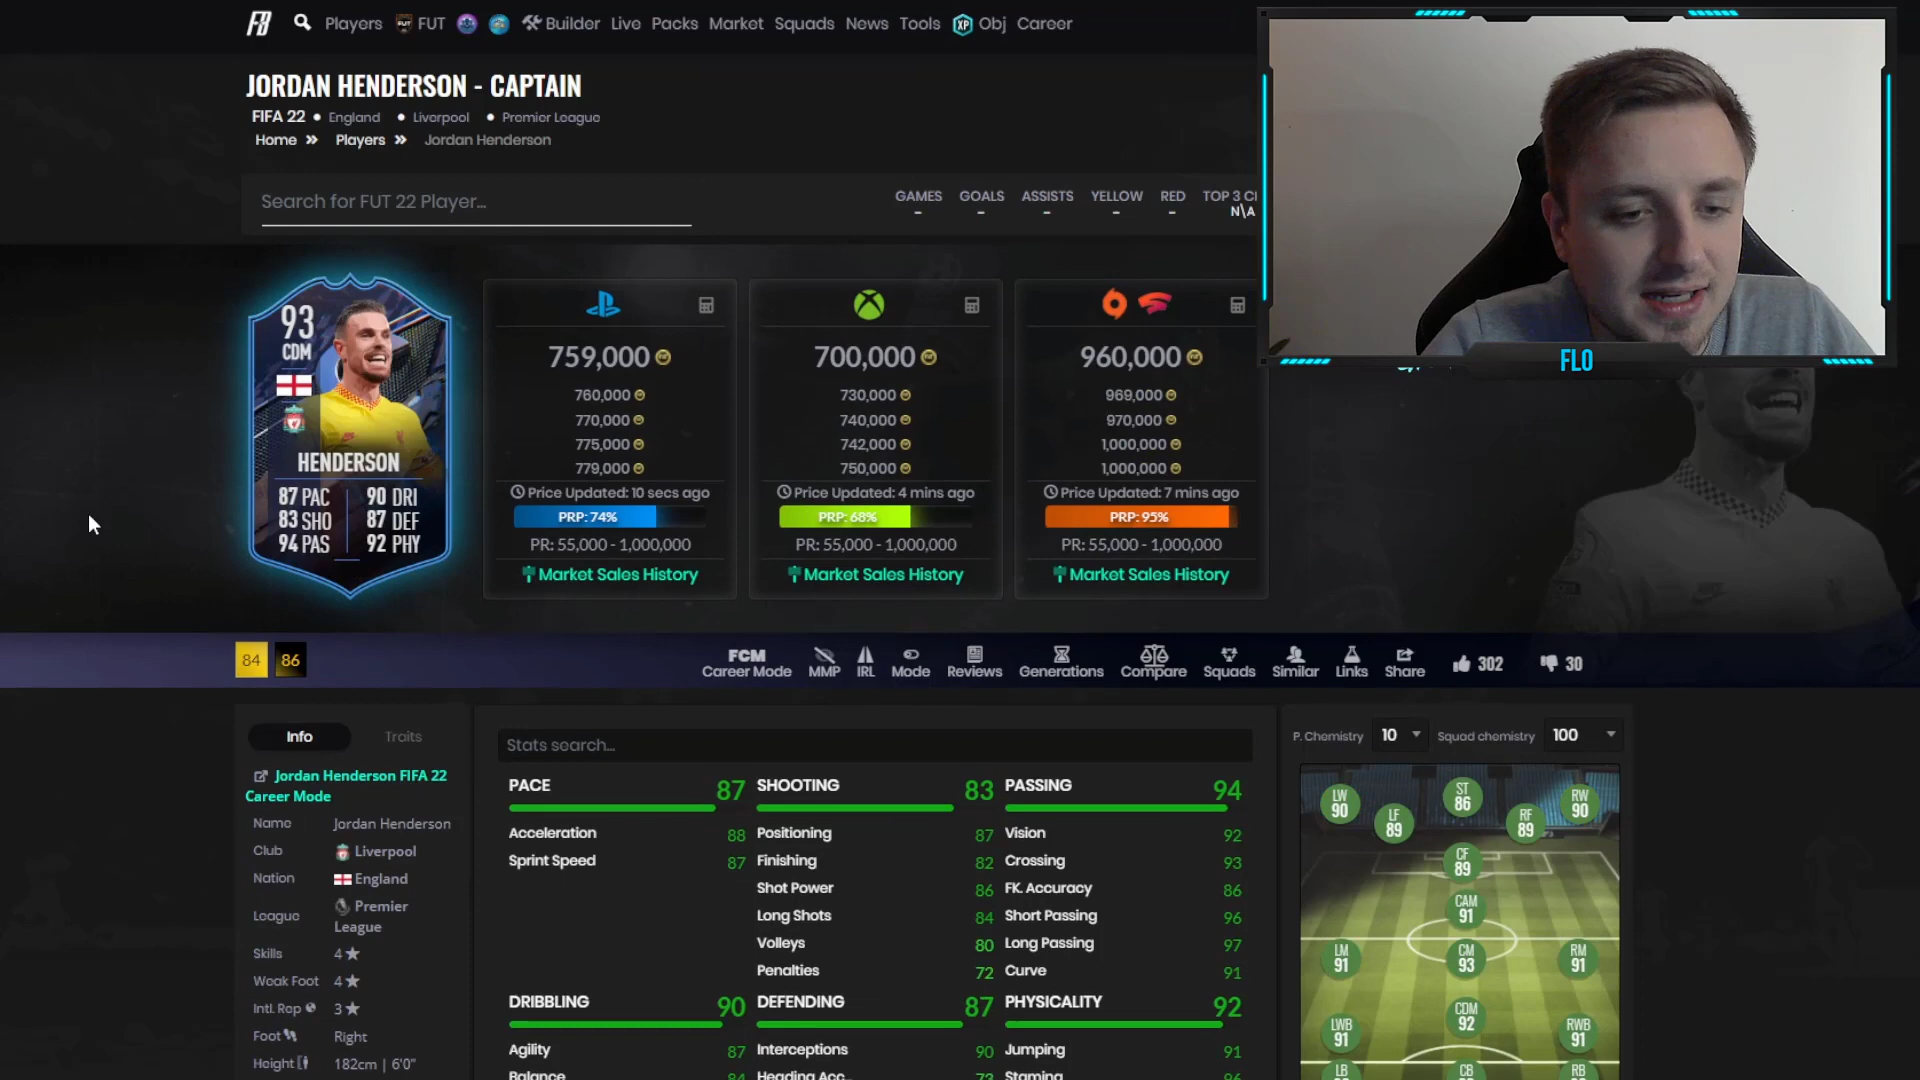 Players FUT Builder Live Packs Market Squads News Tools XP Obj Career
JORDAN HENDERSON - CAPTAIN
FIFA 22 • England • Liverpool • Premier League
Home » Players » Jordan Henderson
Search for FUT 22 Player...
GAMES GOALS ASSISTS YELLOW RED TOP 3 C
- - - - - N\A
FLO
93
CDM
HENDERSON
87 PAC 90 DRI
83 SHO 87 DEF
94 PAS 92 PHY
759,000
760,000
770,000
775,000
779,000
Price Updated: 10 secs ago
PRP: 74%
PR: 55,000 - 1,000,000
Market Sales History
700,000
730,000
740,000
742,000
750,000
Price Updated: 4 mins ago
PRP: 68%
PR: 55,000 - 1,000,000
Market Sales History
960,000
969,000
970,000
1,000,000
1,000,000
Price Updated: 7 mins ago
PRP: 95%
PR: 55,000 - 1,000,000
Market Sales History
84 86
FCM
Career Mode MMP IRL Mode Reviews Generations Compare Squads Similar Links Share 302 30
Info Traits
Jordan Henderson FIFA 22
Career Mode
Name Jordan Henderson
Club Liverpool
Nation England
League Premier
League
Skills 4★
Weak Foot 4★
Intl. Rep 3★
Foot Right
Height 182cm | 6'0"
Stats search...
PACE 87
Acceleration 88
Sprint Speed 87
SHOOTING 83
Positioning 87
Finishing 82
Shot Power 86
Long Shots 84
Volleys 80
Penalties 72
PASSING 94
Vision 92
Crossing 93
FK. Accuracy 86
Short Passing 96
Long Passing 97
Curve 91
DRIBBLING 90
Agility 87
Balance
DEFENDING 87
Interceptions 90
Heading Acc..
PHYSICALITY 92
Jumping 91
Stamina
P. Chemistry 10 Squad chemistry 100
LW
90
LF
89
ST
86
RF
89
RW
90
CF
89
CAM
91
LM
91
CM
93
RM
91
CDM
92
LWB
91
RWB
91
LB
CB
RB